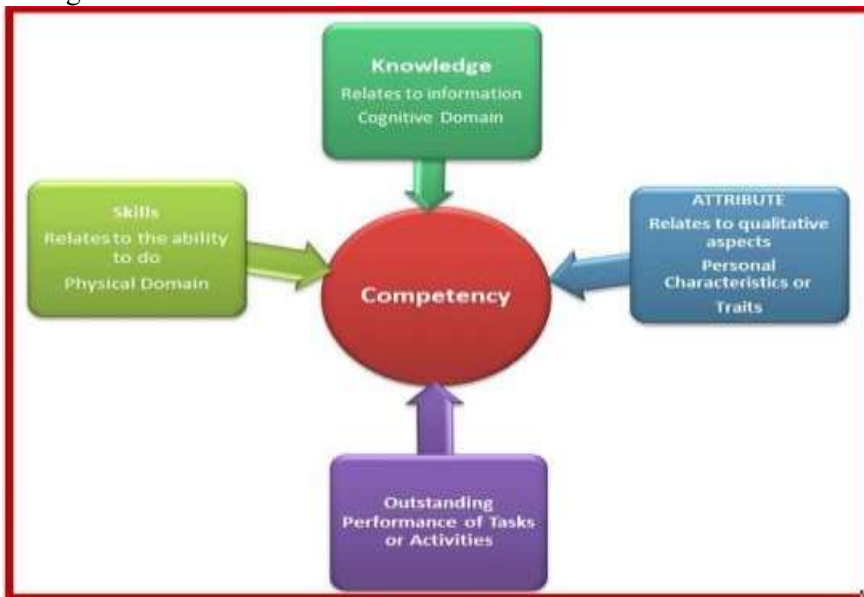 Knowledge
Relates to information
Cognitive Domain
Skills
Relates to the ability
to do
Physical Domain
ATTRIBUTE
Relates to qualitative
aspects
Personal
Characteristics or
Traits
Competency
Outstanding
Performance of Tasks
or Activities